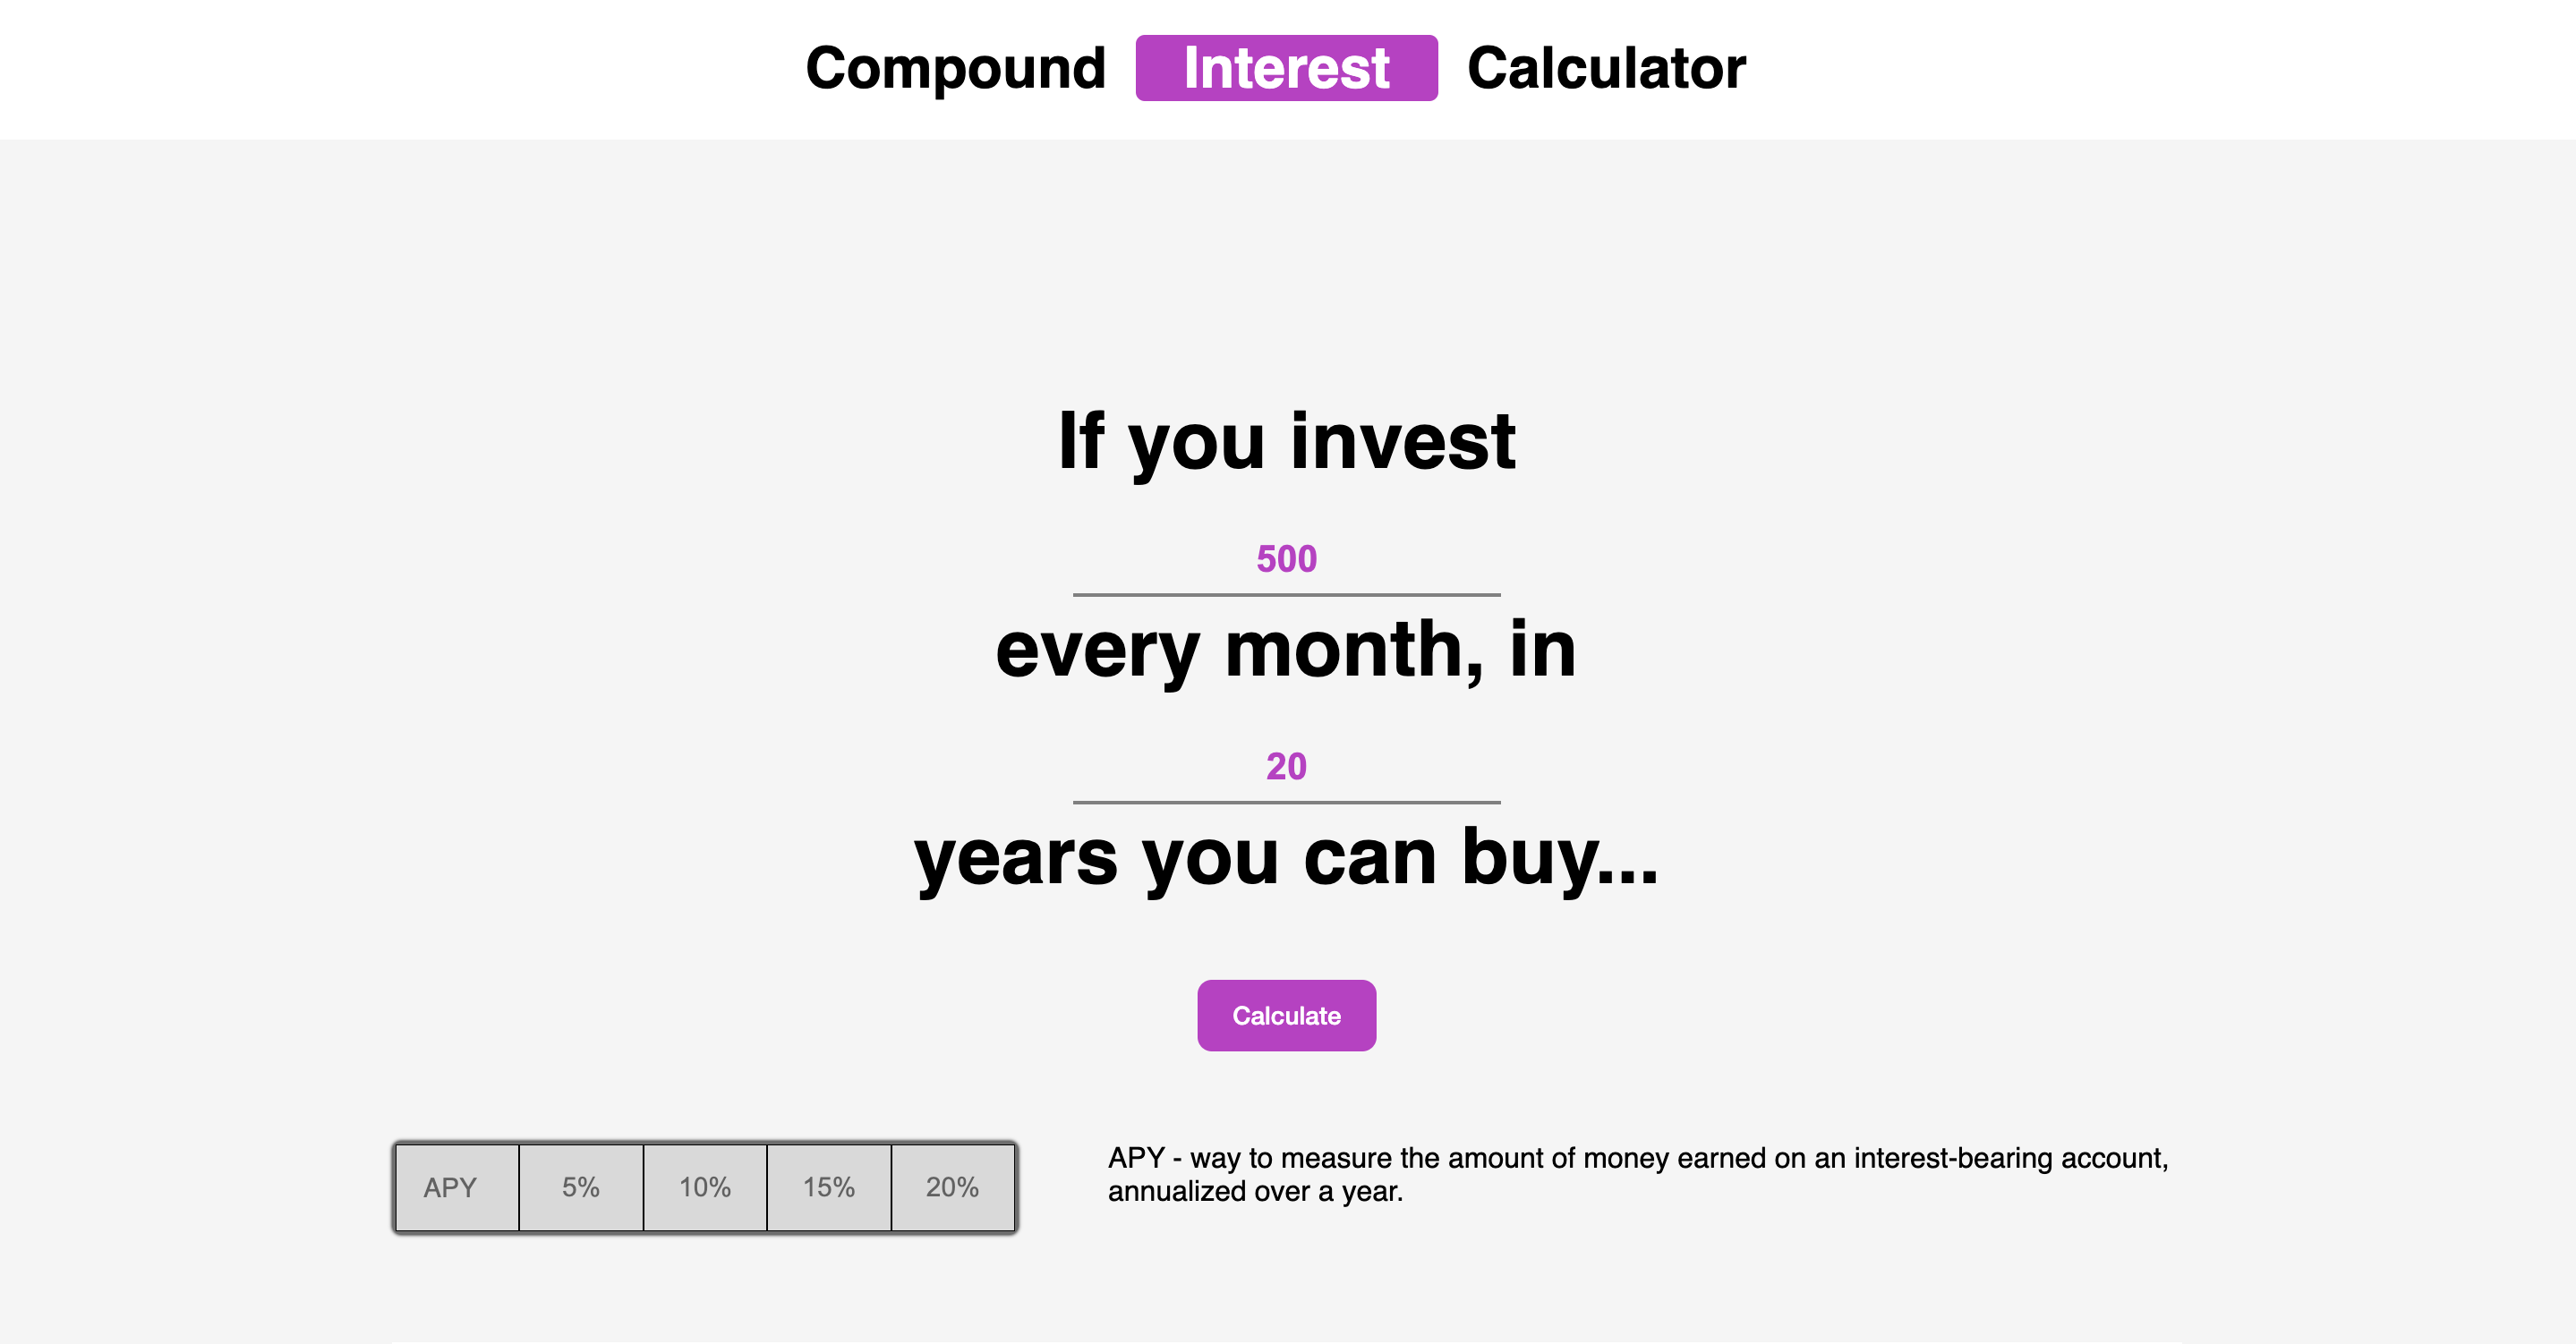 Compound Interest Calculator
If you invest
500
every month, in
20
years you can buy...
Calculate
APY 5% 10% 15% 20%
APY - way to measure the amount of money earned on an interest-bearing account,
annualized over a year.